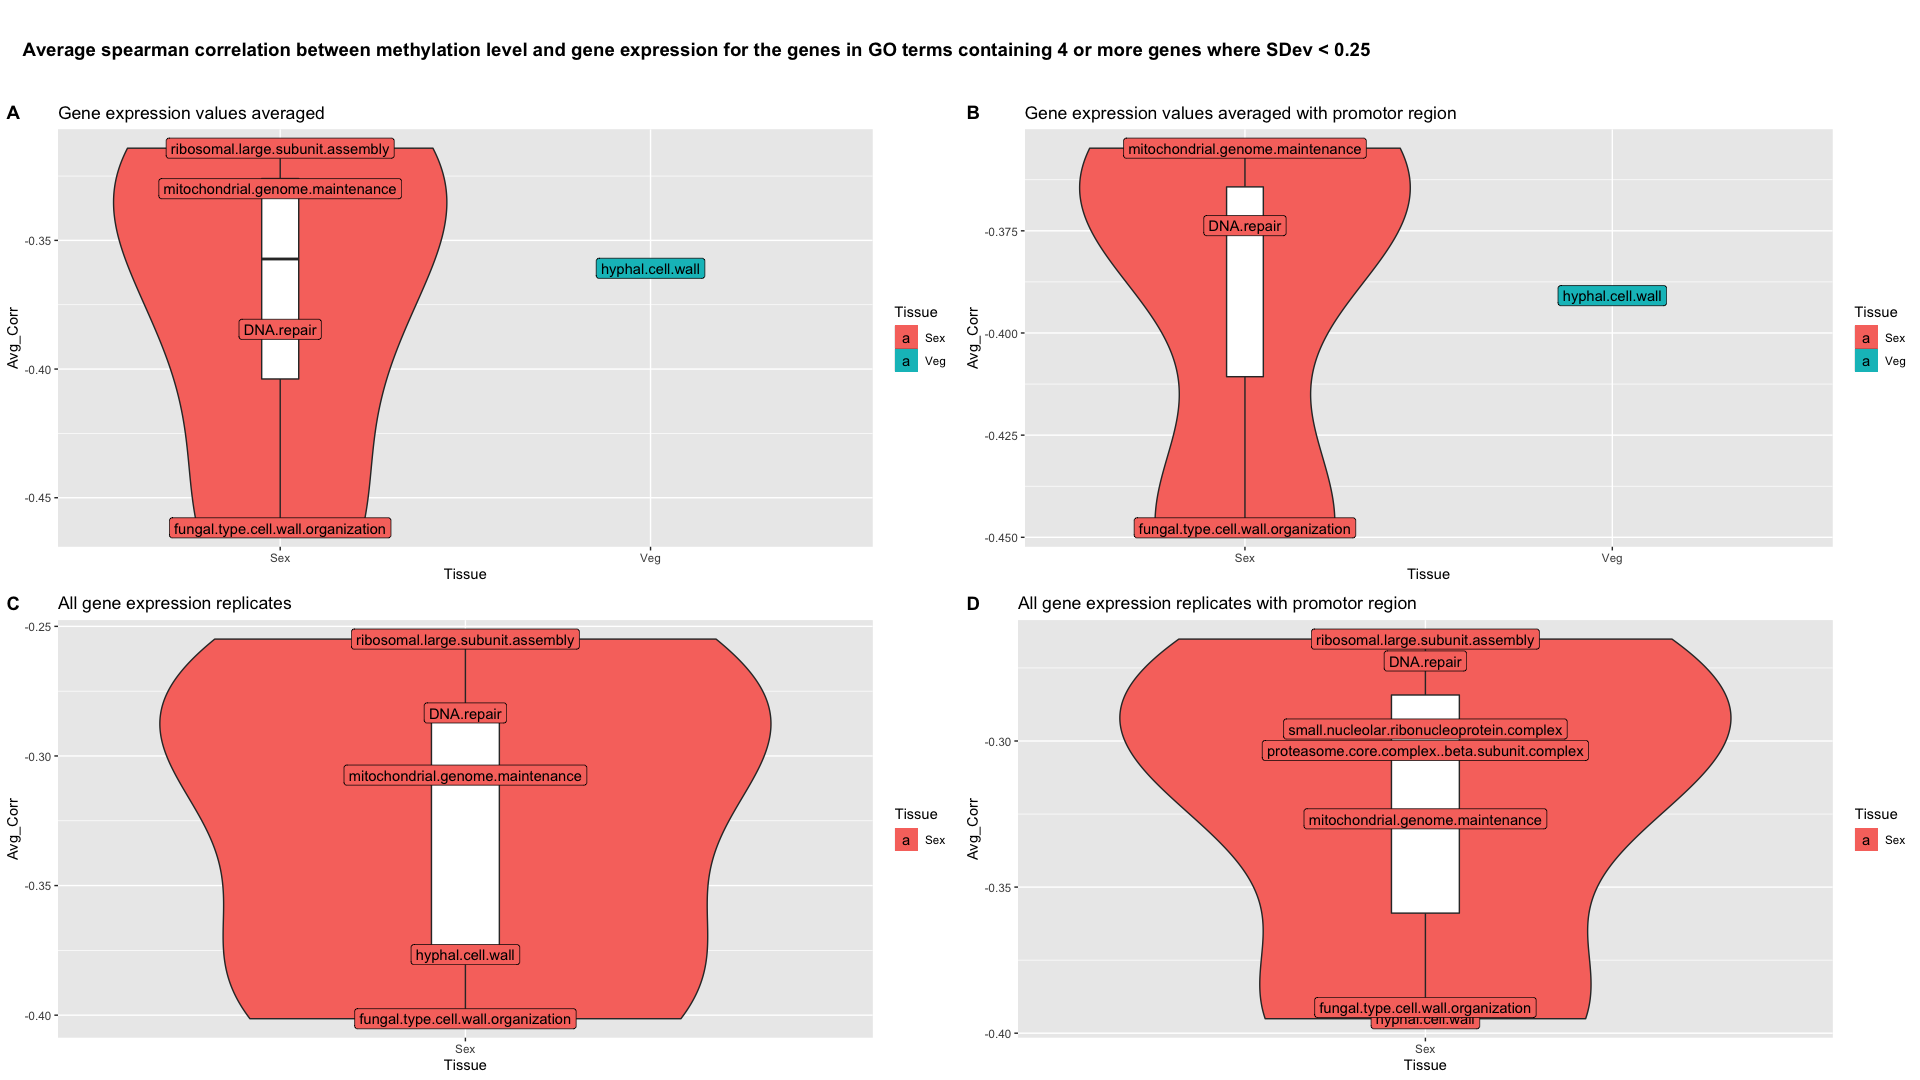 Average spearman correlation between methylation level and gene expression for the genes in GO terms containing 4 or more genes where SDev < 0.25
A
Gene expression values averaged
Avg_Corr
-0.35
-0.40
-0.45
ribosomal.large.subunit.assembly
mitochondrial.genome.maintenance
DNA.repair
fungal.type.cell.wall.organization
hyphal.cell.wall
Sex
Veg
Tissue
Tissue
a Sex
a Veg
B
Gene expression values averaged with promotor region
Avg_Corr
-0.375
-0.400
-0.425
-0.450
mitochondrial.genome.maintenance
DNA.repair
fungal.type.cell.wall.organization
hyphal.cell.wall
Sex
Veg
Tissue
Tissue
a Sex
a Veg
C
All gene expression replicates
Avg_Corr
-0.25
-0.30
-0.35
-0.40
ribosomal.large.subunit.assembly
DNA.repair
mitochondrial.genome.maintenance
hyphal.cell.wall
fungal.type.cell.wall.organization
Sex
Tissue
Tissue
a Sex
D
All gene expression replicates with promotor region
Avg_Corr
-0.30
-0.35
-0.40
ribosomal.large.subunit.assembly
DNA.repair
small.nucleolar.ribonucleoprotein.complex
proteasome.core.complex..beta.subunit.complex
mitochondrial.genome.maintenance
fungal.type.cell.wall.organization
hyphal.cell.wall
Sex
Tissue
Tissue
a Sex